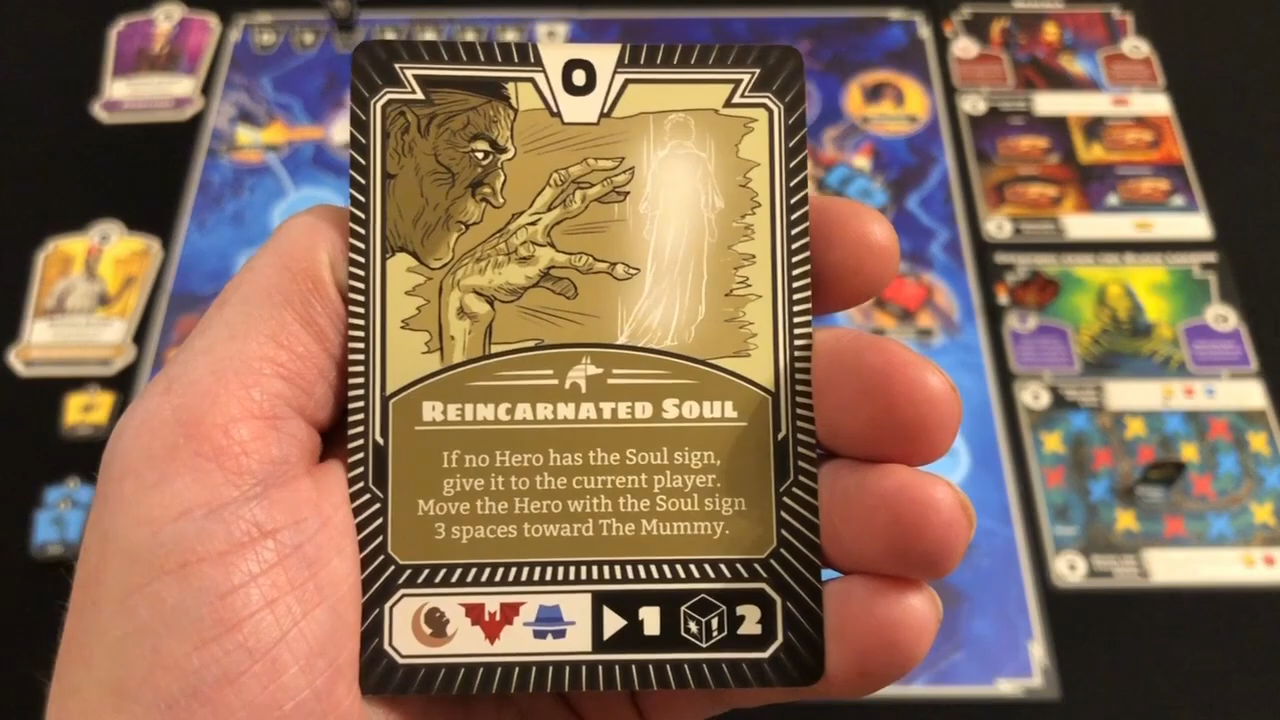 0
REINCARNATED SOUL
If no Hero has the Soul sign,
give it to the current player.
Move the Hero with the Soul sign
3 spaces toward The Mummy.
1 ! 2